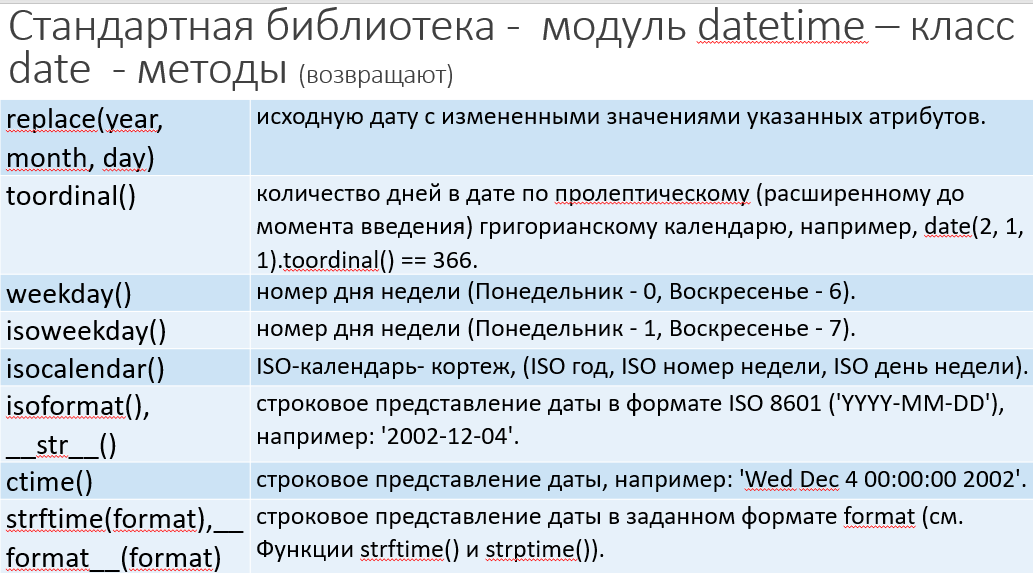 Стандартная библиотека - модуль datetime – класс
date - методы (возвращают)
replace(year,
month, day)
исходную дату с измененными значениями указанных атрибутов.
toordinal()
количество дней в дате по пролептическому (расширенному до
момента введения) григорианскому календарю, например, date(2, 1,
1).toordinal() == 366.
weekday()
номер дня недели (Понедельник - 0, Воскресенье - 6).
isoweekday()
номер дня недели (Понедельник - 1, Воскресенье - 7).
isocalendar()
ISO-календарь- кортеж, (ISO год, ISO номер недели, ISO день недели).
isoformat(),
__str__()
строковое представление даты в формате ISO 8601 ('YYYY-MM-DD'),
например: '2002-12-04'.
ctime()
строковое представление даты, например: 'Wed Dec 4 00:00:00 2002'.
strftime(format),__
format__(format)
строковое представление даты в заданном формате format (см.
Функции strftime() и strptime()).